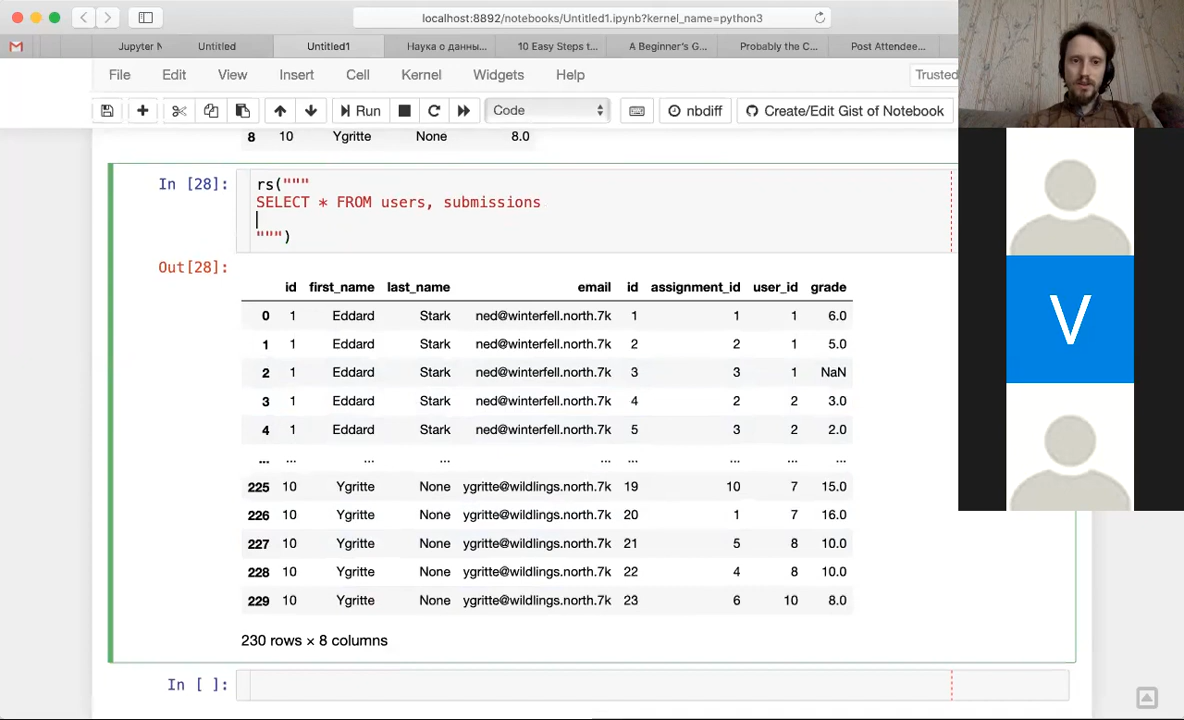 localhost:8892/notebooks/Untitled1.ipynb?kernel_name=python3
Jupyter N Untitled Untitled1 Наука о данны... 10 Easy Steps t... A Beginner's G... Probably the C... Post Attendee...
File Edit View Insert Cell Kernel Widgets Help Trusted
Run Code nbdiff Create/Edit Gist of Notebook
8 10 Ygritte None 8.0
In [28]: rs("""
SELECT * FROM users, submissions
""")
Out[28]:
id first_name last_name email id assignment_id user_id grade
0 1 Eddard Stark ned@winterfell.north.7k 1 1 1 6.0
1 1 Eddard Stark ned@winterfell.north.7k 2 2 1 5.0
2 1 Eddard Stark ned@winterfell.north.7k 3 3 1 NaN
3 1 Eddard Stark ned@winterfell.north.7k 4 2 2 3.0
4 1 Eddard Stark ned@winterfell.north.7k 5 3 2 2.0
... ... ... ... ... ... ... ... ...
225 10 Ygritte None ygritte@wildlings.north.7k 19 10 7 15.0
226 10 Ygritte None ygritte@wildlings.north.7k 20 1 7 16.0
227 10 Ygritte None ygritte@wildlings.north.7k 21 5 8 10.0
228 10 Ygritte None ygritte@wildlings.north.7k 22 4 8 10.0
229 10 Ygritte None ygritte@wildlings.north.7k 23 6 10 8.0
230 rows × 8 columns
In [ ]:
V